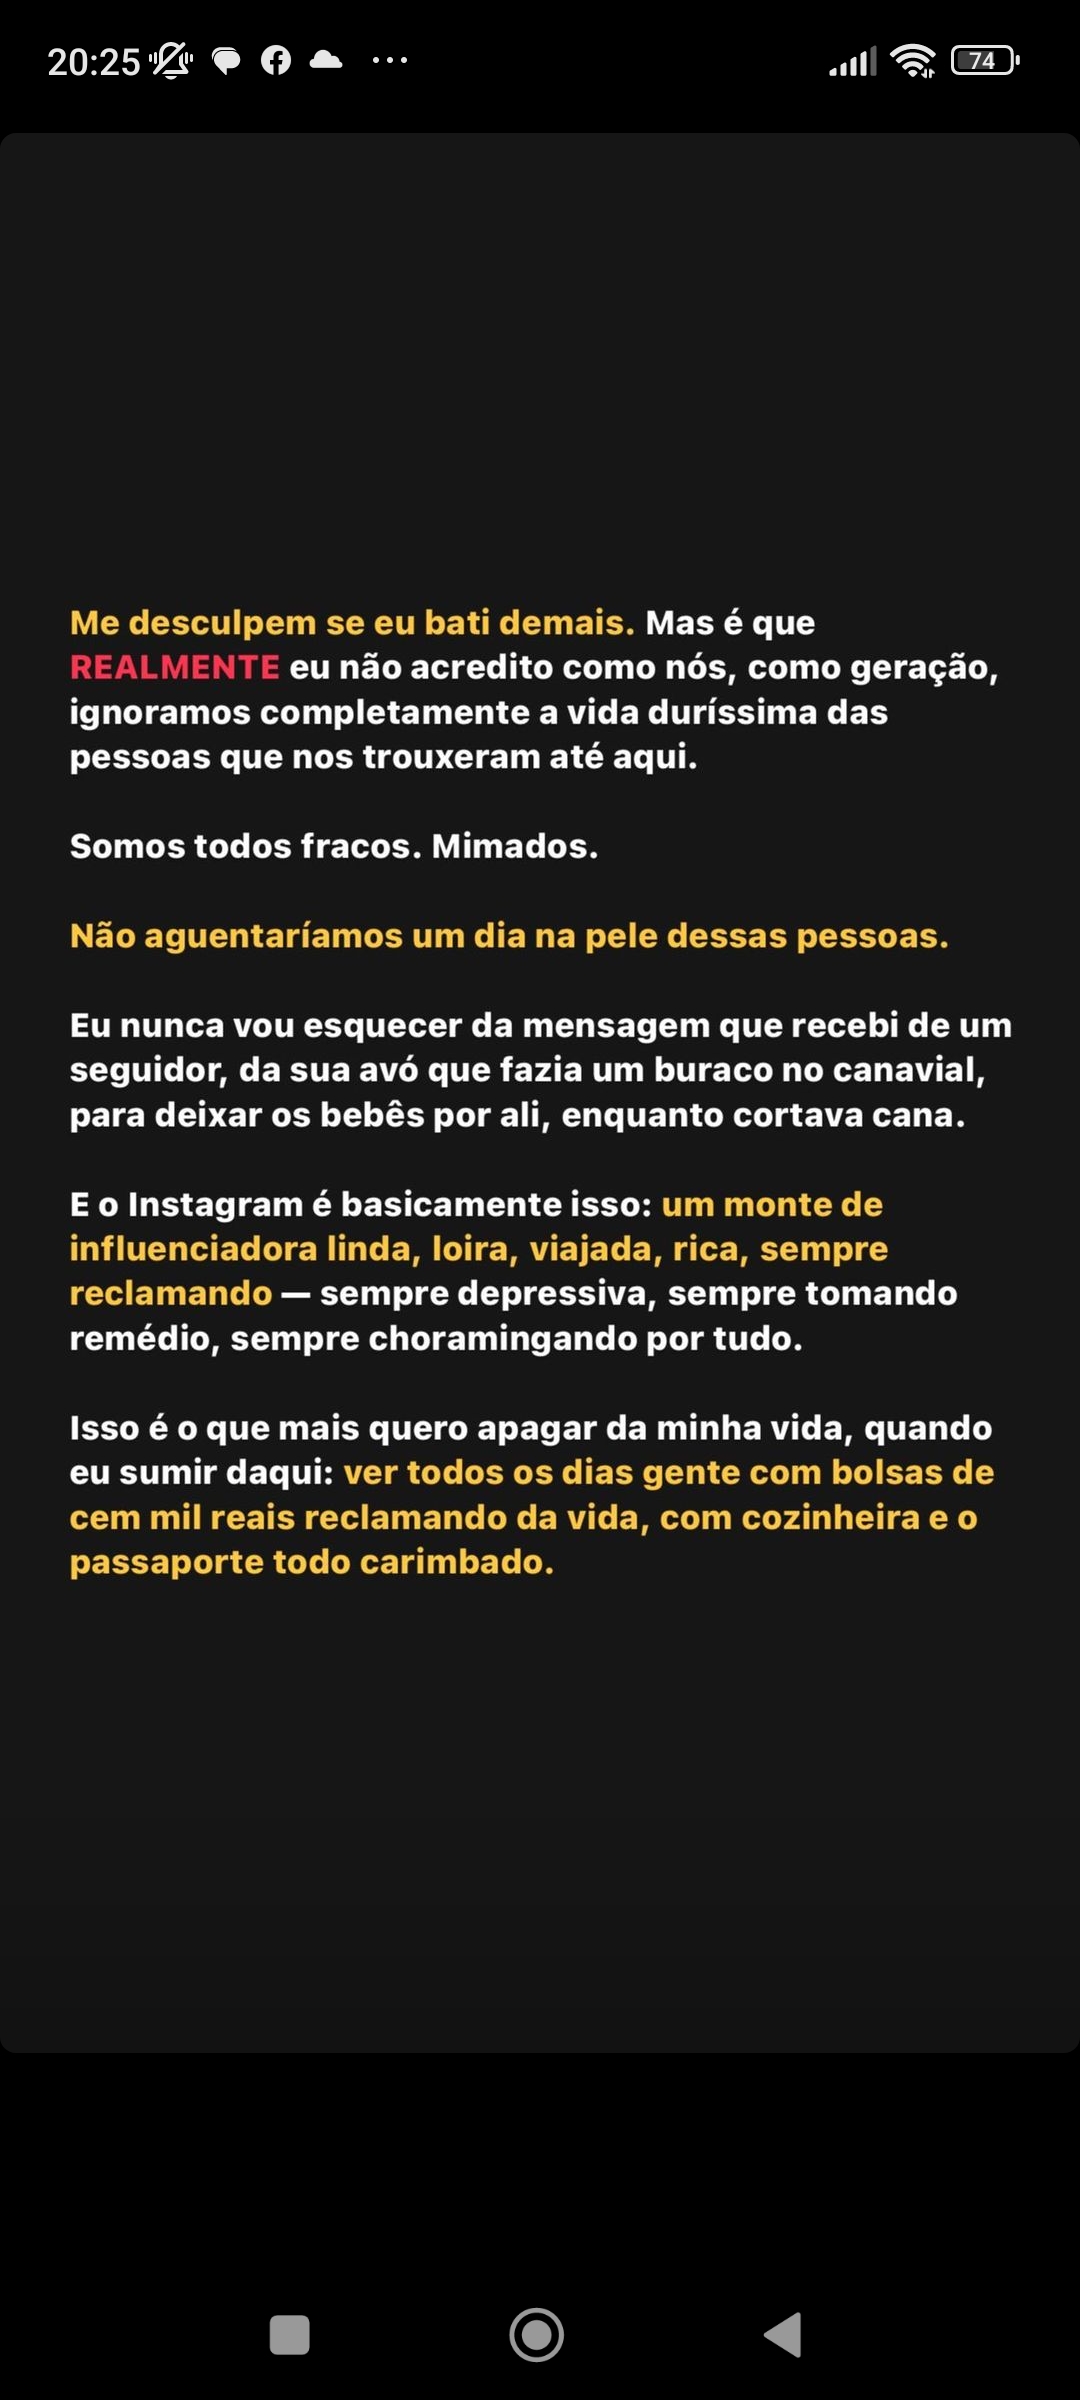 20:25
74
Me desculpem se eu bati demais. Mas é que
REALMENTE eu não acredito como nós, como geração,
ignoramos completamente a vida duríssima das
pessoas que nos trouxeram até aqui.
Somos todos fracos. Mimados.
Não aguentaríamos um dia na pele dessas pessoas.
Eu nunca vou esquecer da mensagem que recebi de um
seguidor, da sua avó que fazia um buraco no canavial,
para deixar os bebês por ali, enquanto cortava cana.
E o Instagram é basicamente isso: um monte de
influenciadora linda, loira, viajada, rica, sempre
reclamando — sempre depressiva, sempre tomando
remédio, sempre choramingando por tudo.
Isso é o que mais quero apagar da minha vida, quando
eu sumir daqui: ver todos os dias gente com bolsas de
cem mil reais reclamando da vida, com cozinheira e o
passaporte todo carimbado.